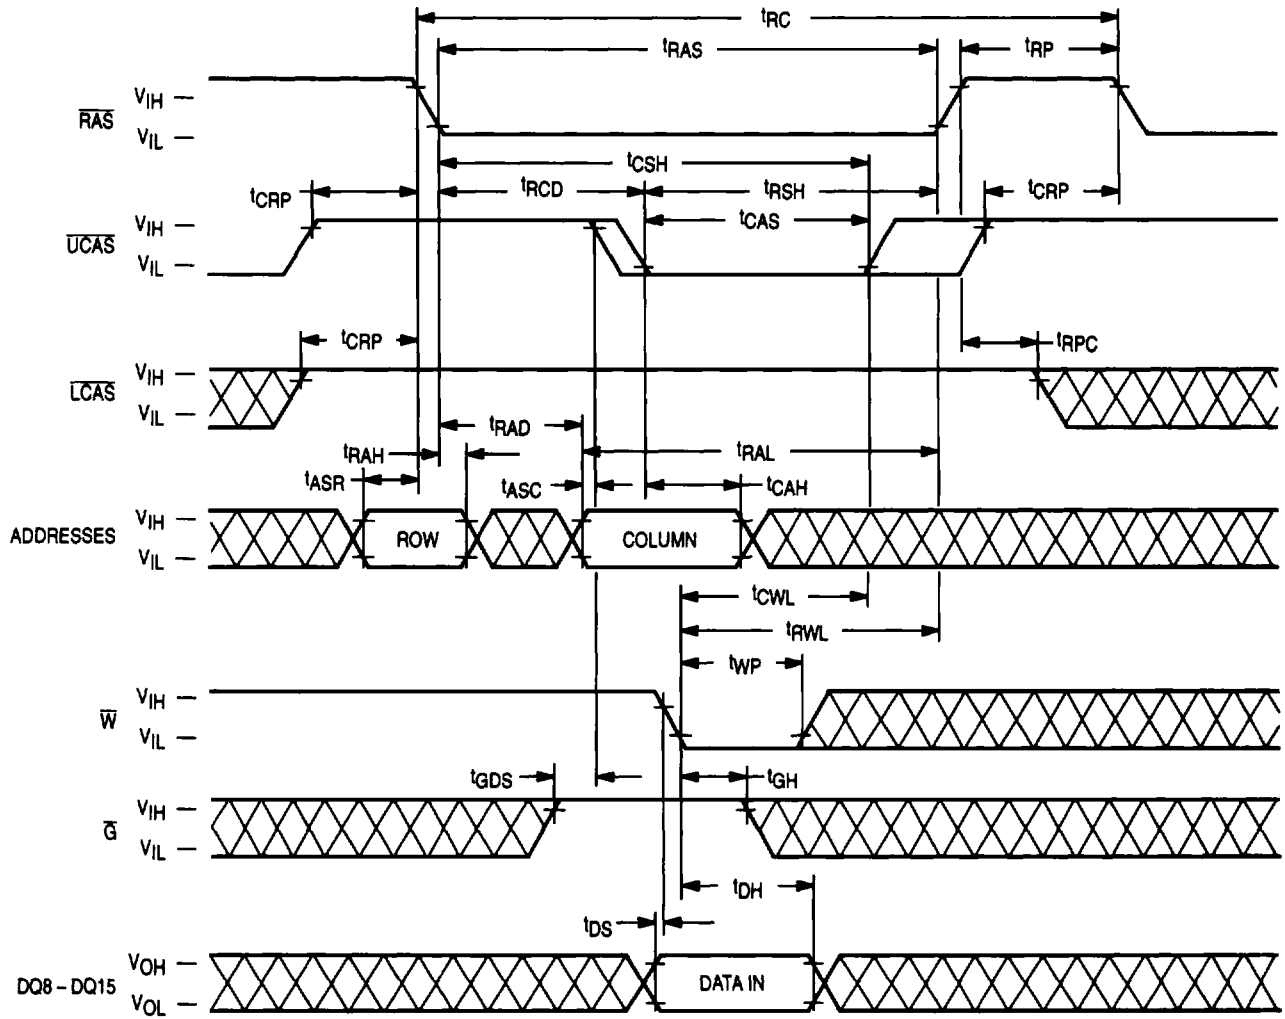 tRC
tRAS
tRP
RAS
VIH
VIL
tCSH
tCRP
tRCD
tRSH
tCRP
tCAS
UCAS
VIH
VIL
tCRP
tRPC
LCAS
VIH
VIL
tRAD
tRAH
tRAL
tASR
tASC
tCAH
ADDRESSES
VIH
VIL
ROW
COLUMN
tCWL
tRWL
tWP
W
VIH
VIL
tGDS
tGH
G
VIH
VIL
tDH
tDS
DQ8 – DQ15
VOH
VOL
DATA IN